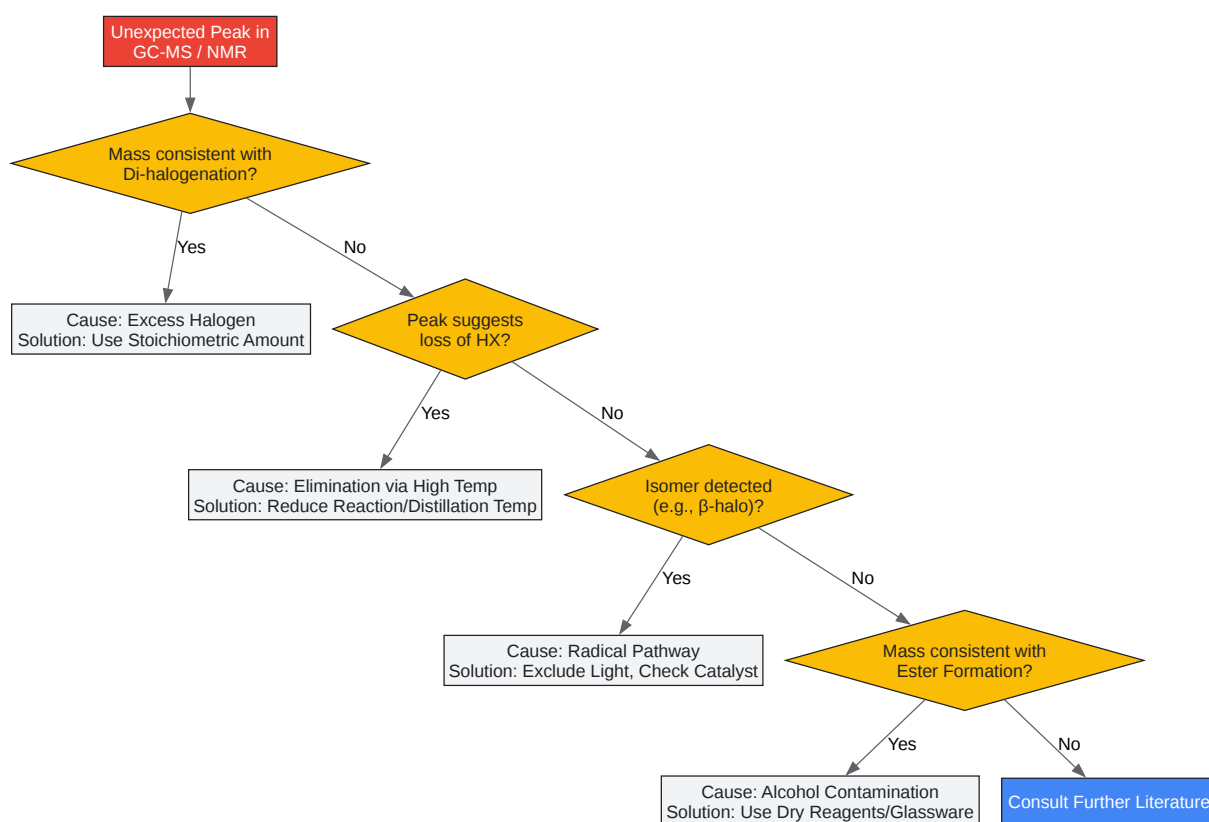 Unexpected Peak in
GC-MS / NMR
Mass consistent with
Di-halogenation?
Yes
No
Cause: Excess Halogen
Solution: Use Stoichiometric Amount
Peak suggests
loss of HX?
Yes
No
Cause: Elimination via High Temp
Solution: Reduce Reaction/Distillation Temp
Isomer detected
(e.g., β-halo)?
Yes
No
Cause: Radical Pathway
Solution: Exclude Light, Check Catalyst
Mass consistent with
Ester Formation?
Yes
No
Cause: Alcohol Contamination
Solution: Use Dry Reagents/Glassware
Consult Further Literature